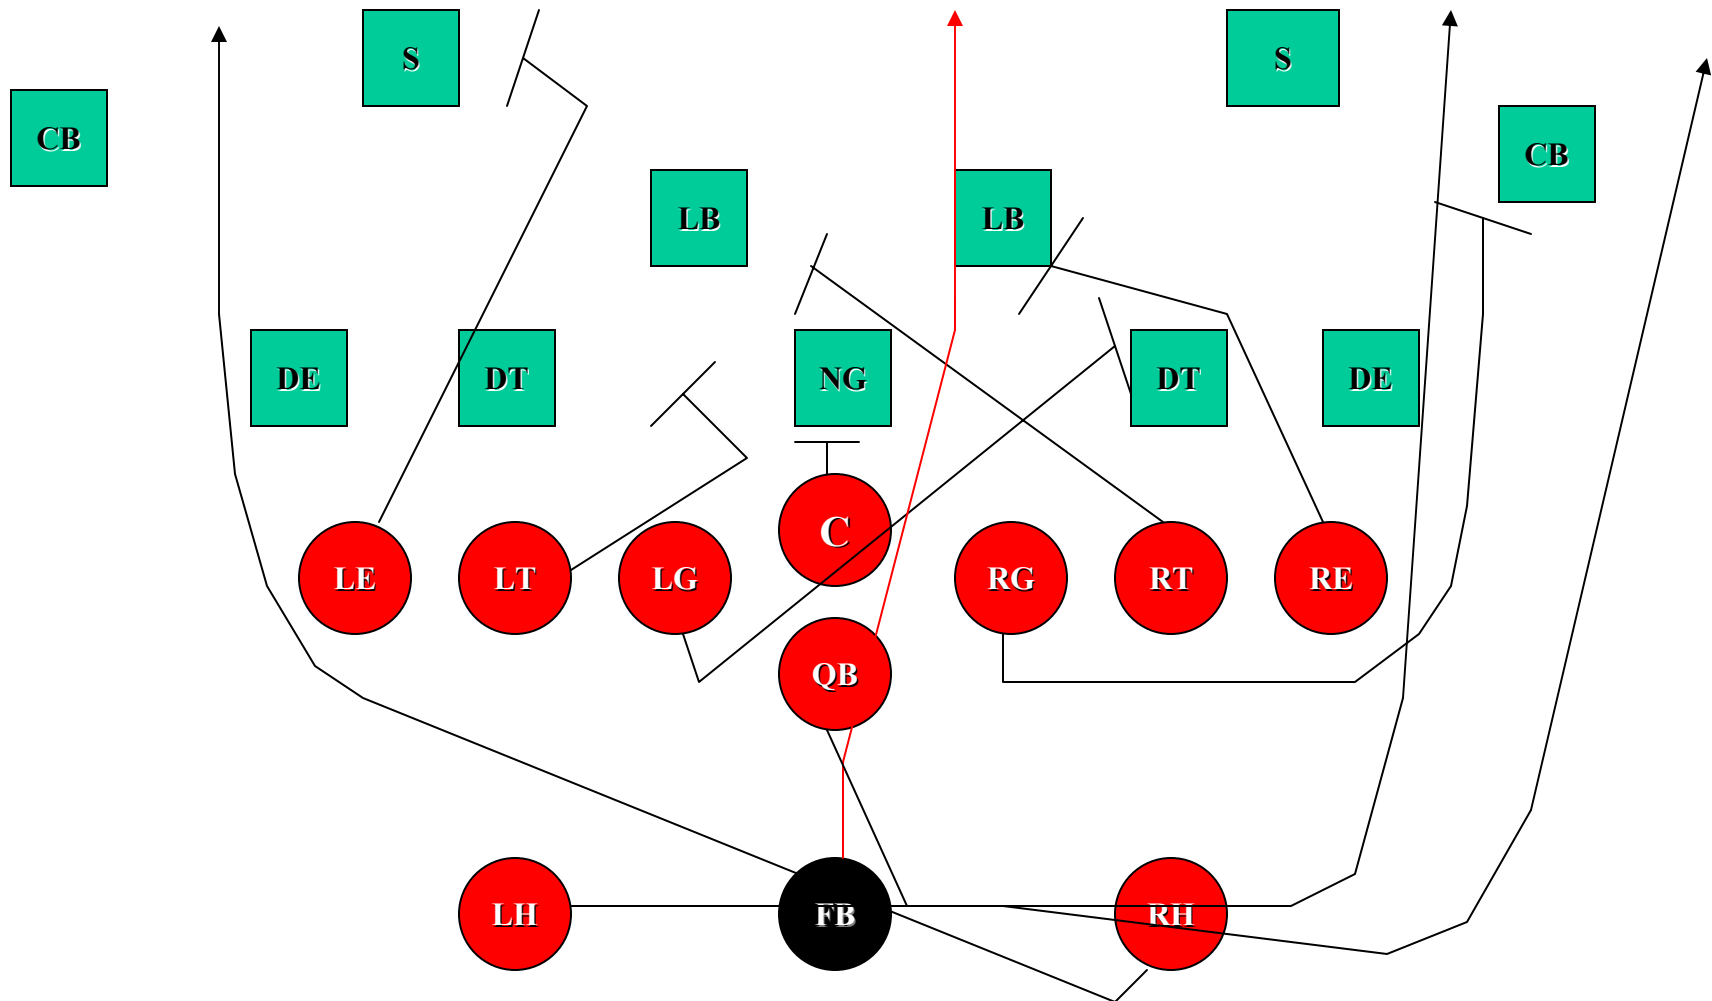 S
S
CB
CB
LB
LB
DE
DT
NG
DT
DE
C
LE
LT
LG
RG
RT
RE
QB
LH
FB
RH